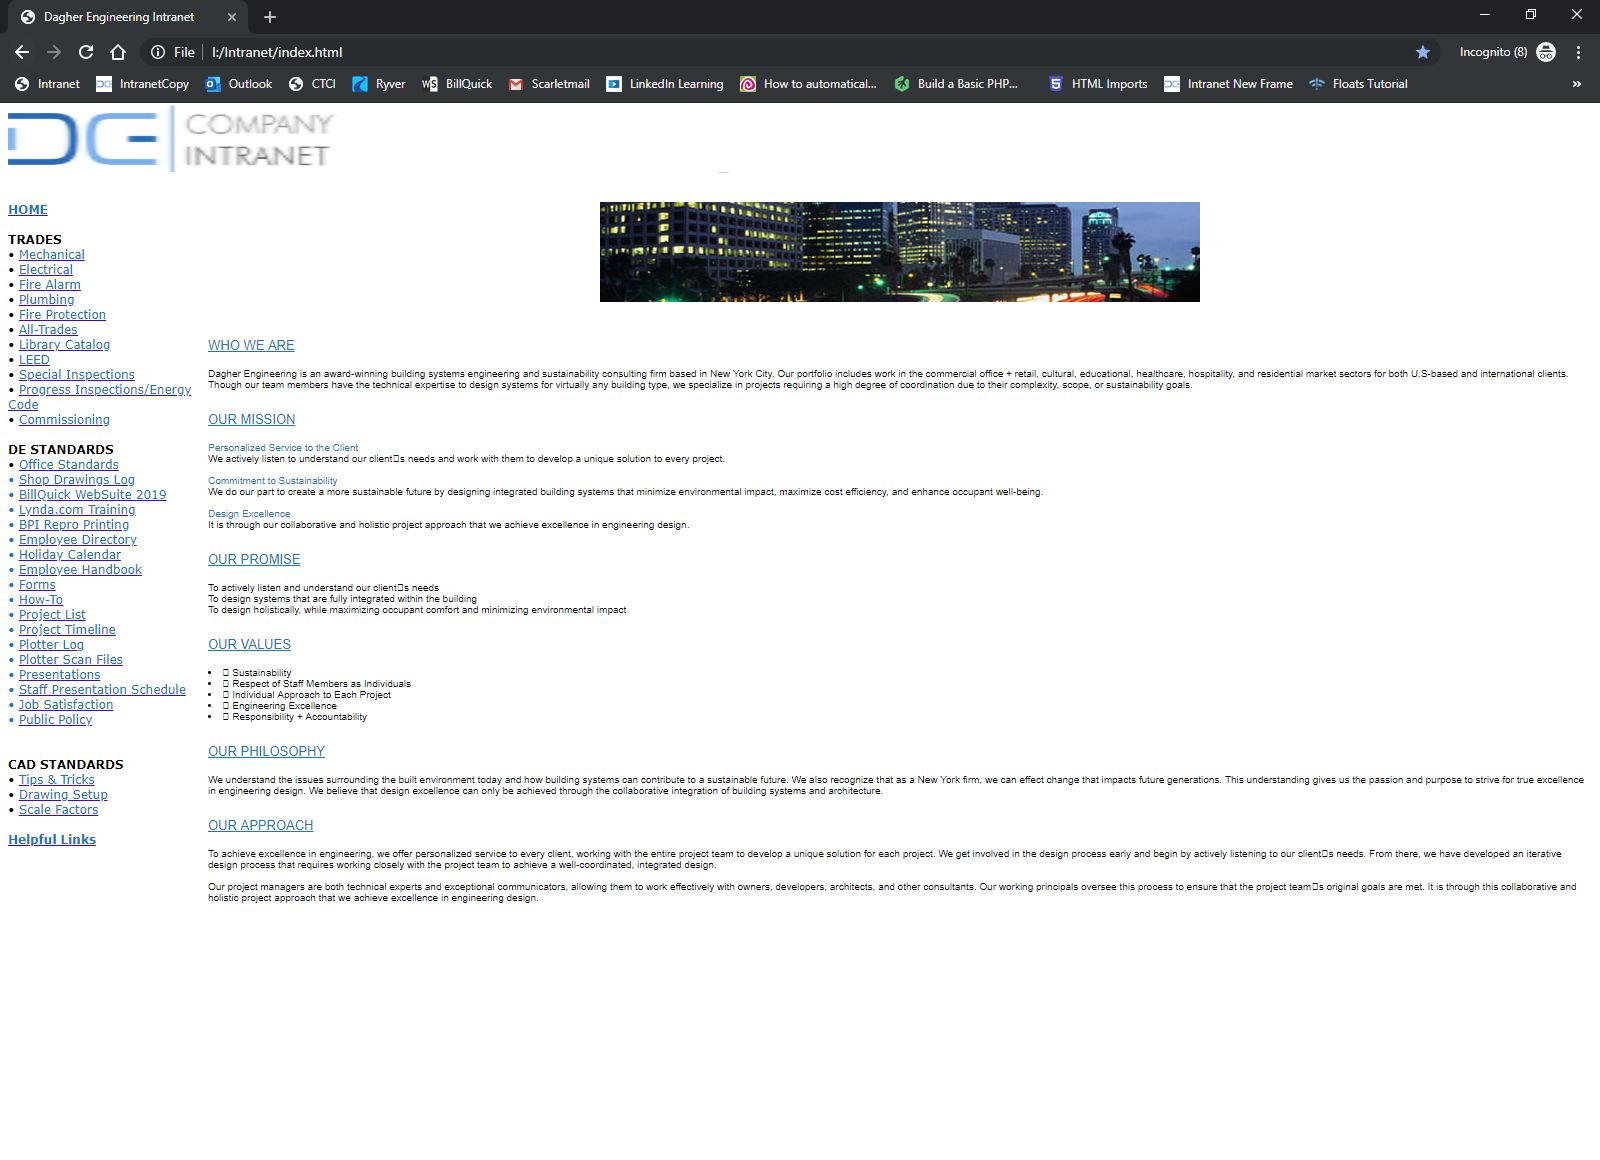 Dagher Engineering Intranet
File | I:/Intranet/index.html
Incognito (8)
Intranet
IntranetCopy
Outlook
CTCI
Ryver
BillQuick
Scarletmail
LinkedIn Learning
How to automatical...
Build a Basic PHP...
HTML Imports
Intranet New Frame
Floats Tutorial
»
DE COMPANY
INTRANET
HOME
TRADES
• Mechanical
• Electrical
• Fire Alarm
• Plumbing
• Fire Protection
• All-Trades
• Library Catalog
• LEED
• Special Inspections
• Progress Inspections/Energy
Code
• Commissioning
DE STANDARDS
• Office Standards
• Shop Drawings Log
• BillQuick WebSuite 2019
• Lynda.com Training
• BPI Repro Printing
• Employee Directory
• Holiday Calendar
• Employee Handbook
• Forms
• How-To
• Project List
• Project Timeline
• Plotter Log
• Plotter Scan Files
• Presentations
• Staff Presentation Schedule
• Job Satisfaction
• Public Policy
CAD STANDARDS
• Tips & Tricks
• Drawing Setup
• Scale Factors
Helpful Links
WHO WE ARE
Dagher Engineering is an award-winning building systems engineering and sustainability consulting firm based in New York City. Our portfolio includes work in the commercial office + retail, cultural, educational, healthcare, hospitality, and residential market sectors for both U.S-based and international clients.
Though our team members have the technical expertise to design systems for virtually any building type, we specialize in projects requiring a high degree of coordination due to their complexity, scope, or sustainability goals.
OUR MISSION
Personalized Service to the Client
We actively listen to understand our client□s needs and work with them to develop a unique solution to every project.
Commitment to Sustainability
We do our part to create a more sustainable future by designing integrated building systems that minimize environmental impact, maximize cost efficiency, and enhance occupant well-being.
Design Excellence
It is through our collaborative and holistic project approach that we achieve excellence in engineering design.
OUR PROMISE
To actively listen and understand our client□s needs
To design systems that are fully integrated within the building
To design holistically, while maximizing occupant comfort and minimizing environmental impact
OUR VALUES
• □ Sustainability
• □ Respect of Staff Members as Individuals
• □ Individual Approach to Each Project
• □ Engineering Excellence
• □ Responsibility + Accountability
OUR PHILOSOPHY
We understand the issues surrounding the built environment today and how building systems can contribute to a sustainable future. We also recognize that as a New York firm, we can effect change that impacts future generations. This understanding gives us the passion and purpose to strive for true excellence
in engineering design. We believe that design excellence can only be achieved through the collaborative integration of building systems and architecture.
OUR APPROACH
To achieve excellence in engineering, we offer personalized service to every client, working with the entire project team to develop a unique solution for each project. We get involved in the design process early and begin by actively listening to our client□s needs. From there, we have developed an iterative
design process that requires working closely with the project team to achieve a well-coordinated, integrated design.
Our project managers are both technical experts and exceptional communicators, allowing them to work effectively with owners, developers, architects, and other consultants. Our working principals oversee this process to ensure that the project team□s original goals are met. It is through this collaborative and
holistic project approach that we achieve excellence in engineering design.